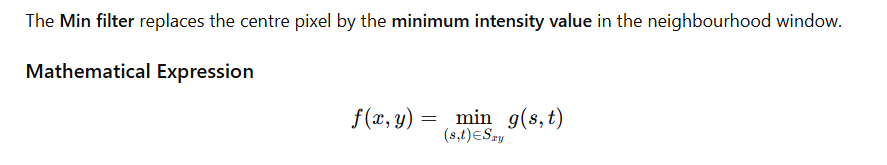 The Min filter replaces the centre pixel by the minimum intensity value in the neighbourhood window.
Mathematical Expression
f(x, y) = min g(s, t)
(s,t)∈Sxy